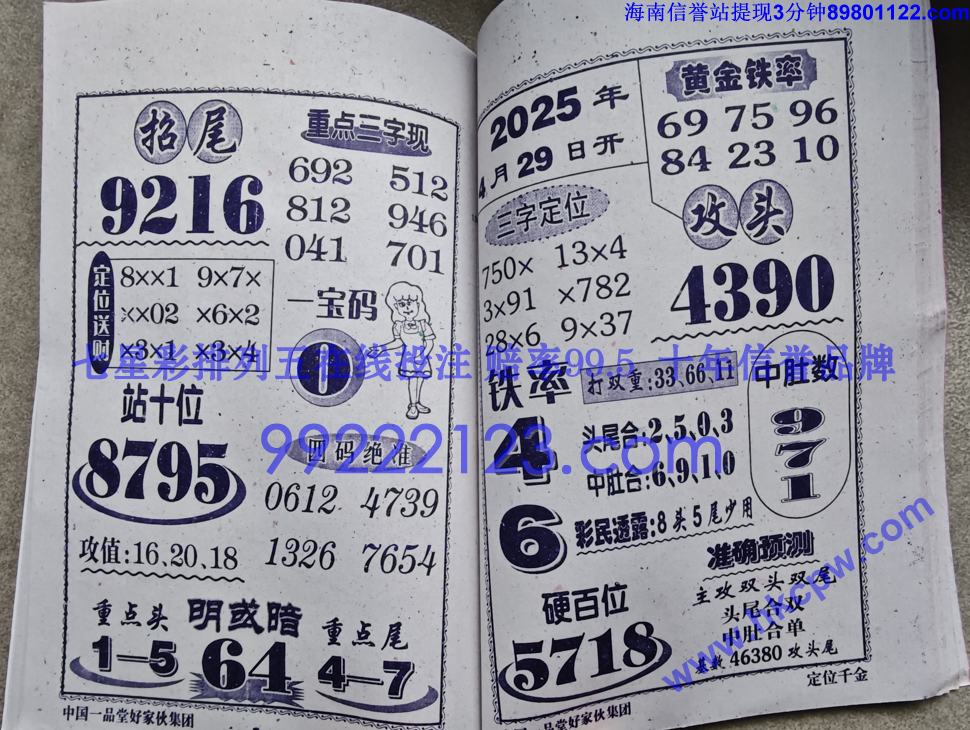 海南信誉站提现3分钟89801122.com
招尾
9216
重点三字现
692 512
812 946
041 701
定位送财
8××1 9×7×
××02 ×6×2
×3×1 ×3×4
一宝码
0
七星彩排列五在线投注 赔率99.5 十年信誉品牌
站十位
8795
99222123.com
四码绝准
0612 4739
1326 7654
攻值:16、20、18
重点头
1—5
明或暗
64
重点尾
4—7
中国一品堂好家伙集团
2025年
4月29日开
黄金铁率
69 75 96
84 23 10
三字定位
750× 13×4
3×91 ×782
28×6 9×37
攻头
4390
铁率
4
6
打双重:33、66、11
头尾合:2、5、0、3
中肚合:6、9、1、0
彩民透露:8头5尾少用
中肚数
9
7
1
硬百位
5718
准确预测
主攻双头双尾
头尾合双
中肚合单
基数46380攻头尾
www.hkcpw.com
定位千金
中国一品堂好家伙集团